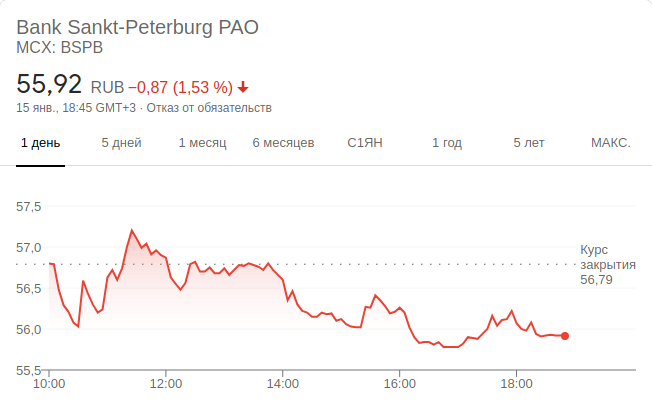 Bank Sankt-Peterburg PAO
MCX: BSPB
55,92 RUB −0,87 (1,53 %)
15 янв., 18:45 GMT+3 · Отказ от обязательств
1 день 5 дней 1 месяц 6 месяцев С1ЯН 1 год 5 лет МАКС.
57,5
57,0
56,5
56,0
55,5
Курс
закрытия
56,79
10:00 12:00 14:00 16:00 18:00